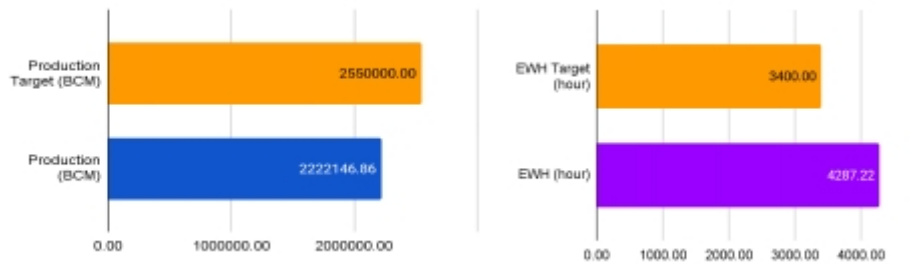 Production
Target (BCM)
2550000.00
Production
(BCM)
2222146.86
0.00
1000000.00
2000000.00
EWH Target
(hour)
3400.00
EWH (hour)
4287.22
0.00
1000.00
2000.00
3000.00
4000.00